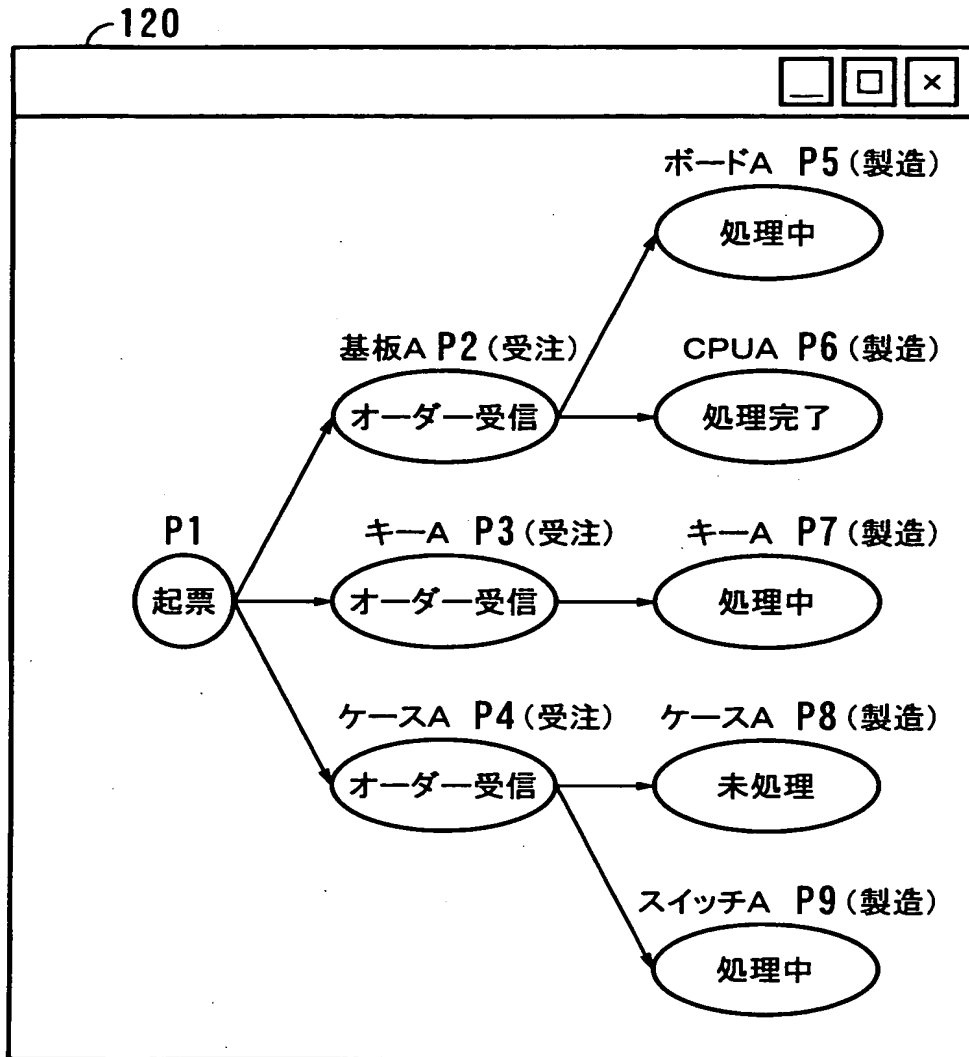 120
_ □ ×
ボードA P5(製造)
処理中
基板A P2(受注)
CPUA P6(製造)
オーダー受信
処理完了
P1
キーA P3(受注)
キーA P7(製造)
起票
オーダー受信
処理中
ケースA P4(受注)
ケースA P8(製造)
オーダー受信
未処理
スイッチA P9(製造)
処理中